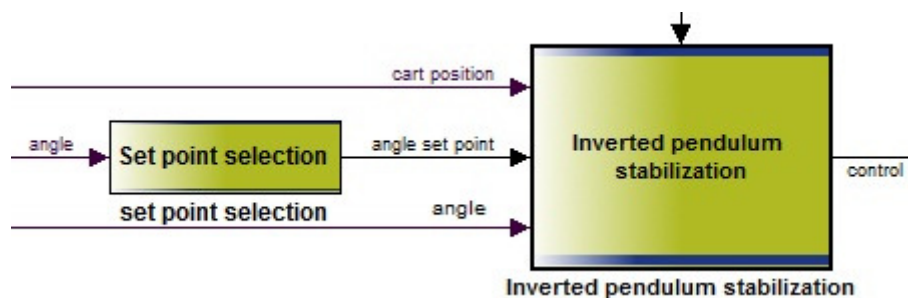 cart position
angle
Set point selection
angle set point
Inverted pendulum
stabilization
control
set point selection
angle
Inverted pendulum stabilization